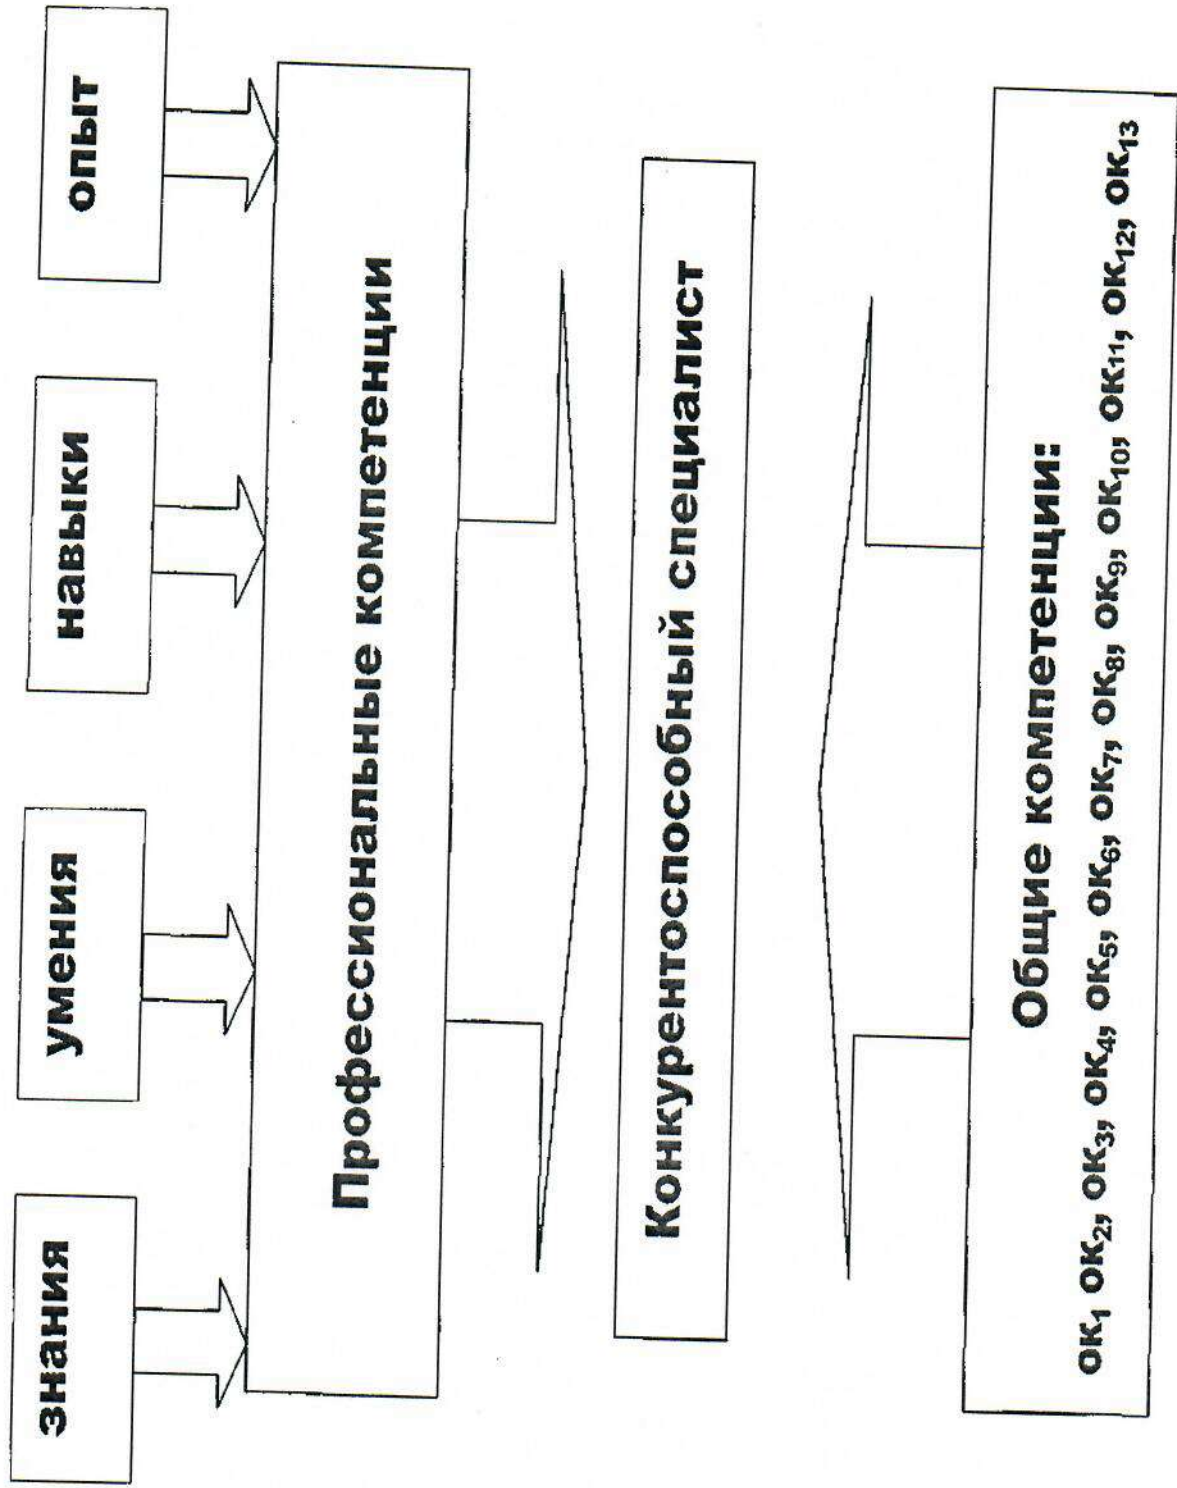 знания
умения
навыки
опыт
Профессиональные компетенции
Конкурентоспособный специалист
Общие компетенции:
ОК₁ ОК₂, ОК₃, ОК₄, ОК₅, ОК₆, ОК₇, ОК₈, ОК₉, ОК₁₀, ОК₁₁, ОК₁₂, ОК₁₃